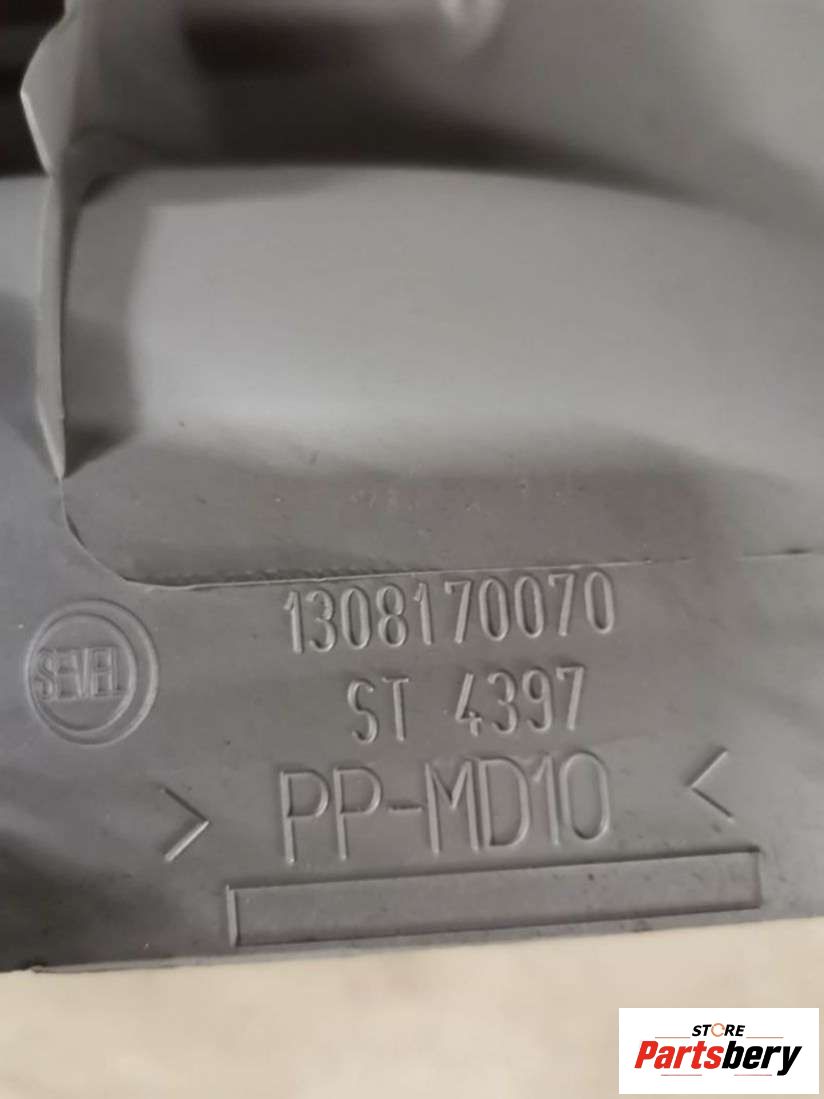 1308170070
SEVEL
ST 4397
> PP-MD10 <
STORE
Partsbery